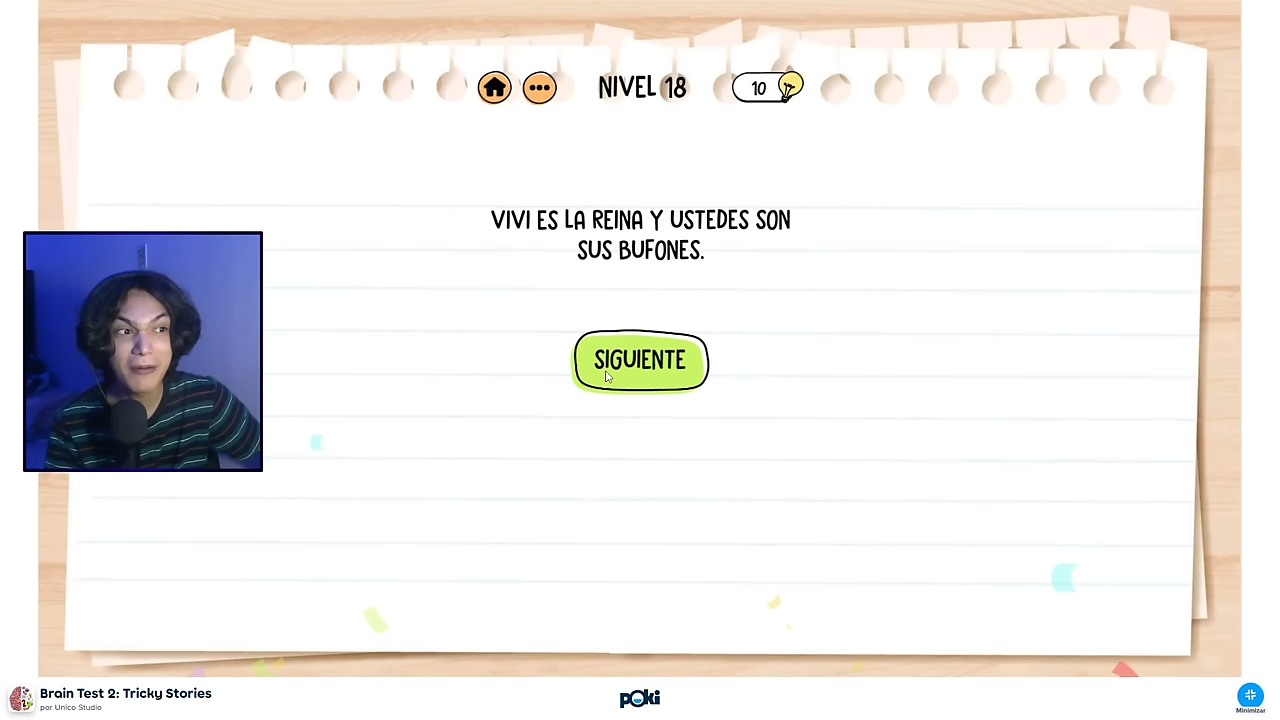 NIVEL 18
10
VIVI ES LA REINA Y USTEDES SON
SUS BUFONES.
SIGUIENTE
Brain Test 2: Tricky Stories
por Unico Studio
poki
Minimizar